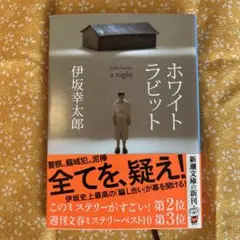 ホワイト
ラビット
a night
伊坂幸太郎
新潮文庫の新刊
警察、籠城犯、泥棒
全てを、疑え!
伊坂史上最高の「騙し合い」が幕を開ける!
このミステリーがすごい! 第2位
週刊文春ミステリーベスト10 第3位